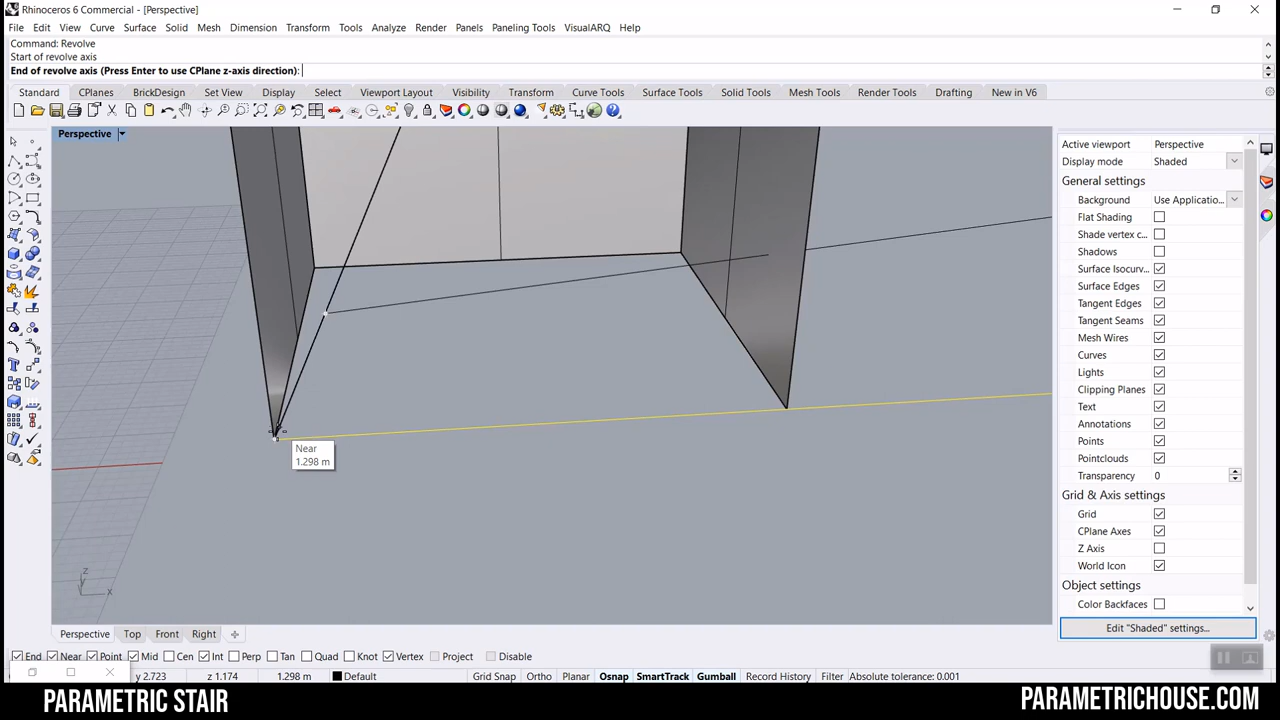 Rhinoceros 6 Commercial - [Perspective]
File Edit View Curve Surface Solid Mesh Dimension Transform Tools Analyze Render Panels Paneling Tools VisualARQ Help
Command: Revolve
Start of revolve axis
End of revolve axis (Press Enter to use CPlane z-axis direction):
Standard CPlanes BrickDesign Set View Display Select Viewport Layout Visibility Transform Curve Tools Surface Tools Solid Tools Mesh Tools Render Tools Drafting New in V6
Perspective
Active viewport Perspective
Display mode Shaded
General settings
Background Use Applicatio...
Flat Shading
Shade vertex c...
Shadows
Surface Isocurv...
Surface Edges
Tangent Edges
Tangent Seams
Mesh Wires
Curves
Lights
Clipping Planes
Text
Annotations
Points
Pointclouds
Transparency 0
Grid & Axis settings
Grid
CPlane Axes
Z Axis
World Icon
Object settings
Color Backfaces
Edit "Shaded" settings...
Near
1.298 m
z
y
x
Perspective Top Front Right
End Near Point Mid Cen Int Perp Tan Quad Knot Vertex Project Disable
y 2.723 z 1.174 1.298 m Default Grid Snap Ortho Planar Osnap SmartTrack Gumball Record History Filter Absolute tolerance: 0.001
PARAMETRIC STAIR
PARAMETRICHOUSE.COM